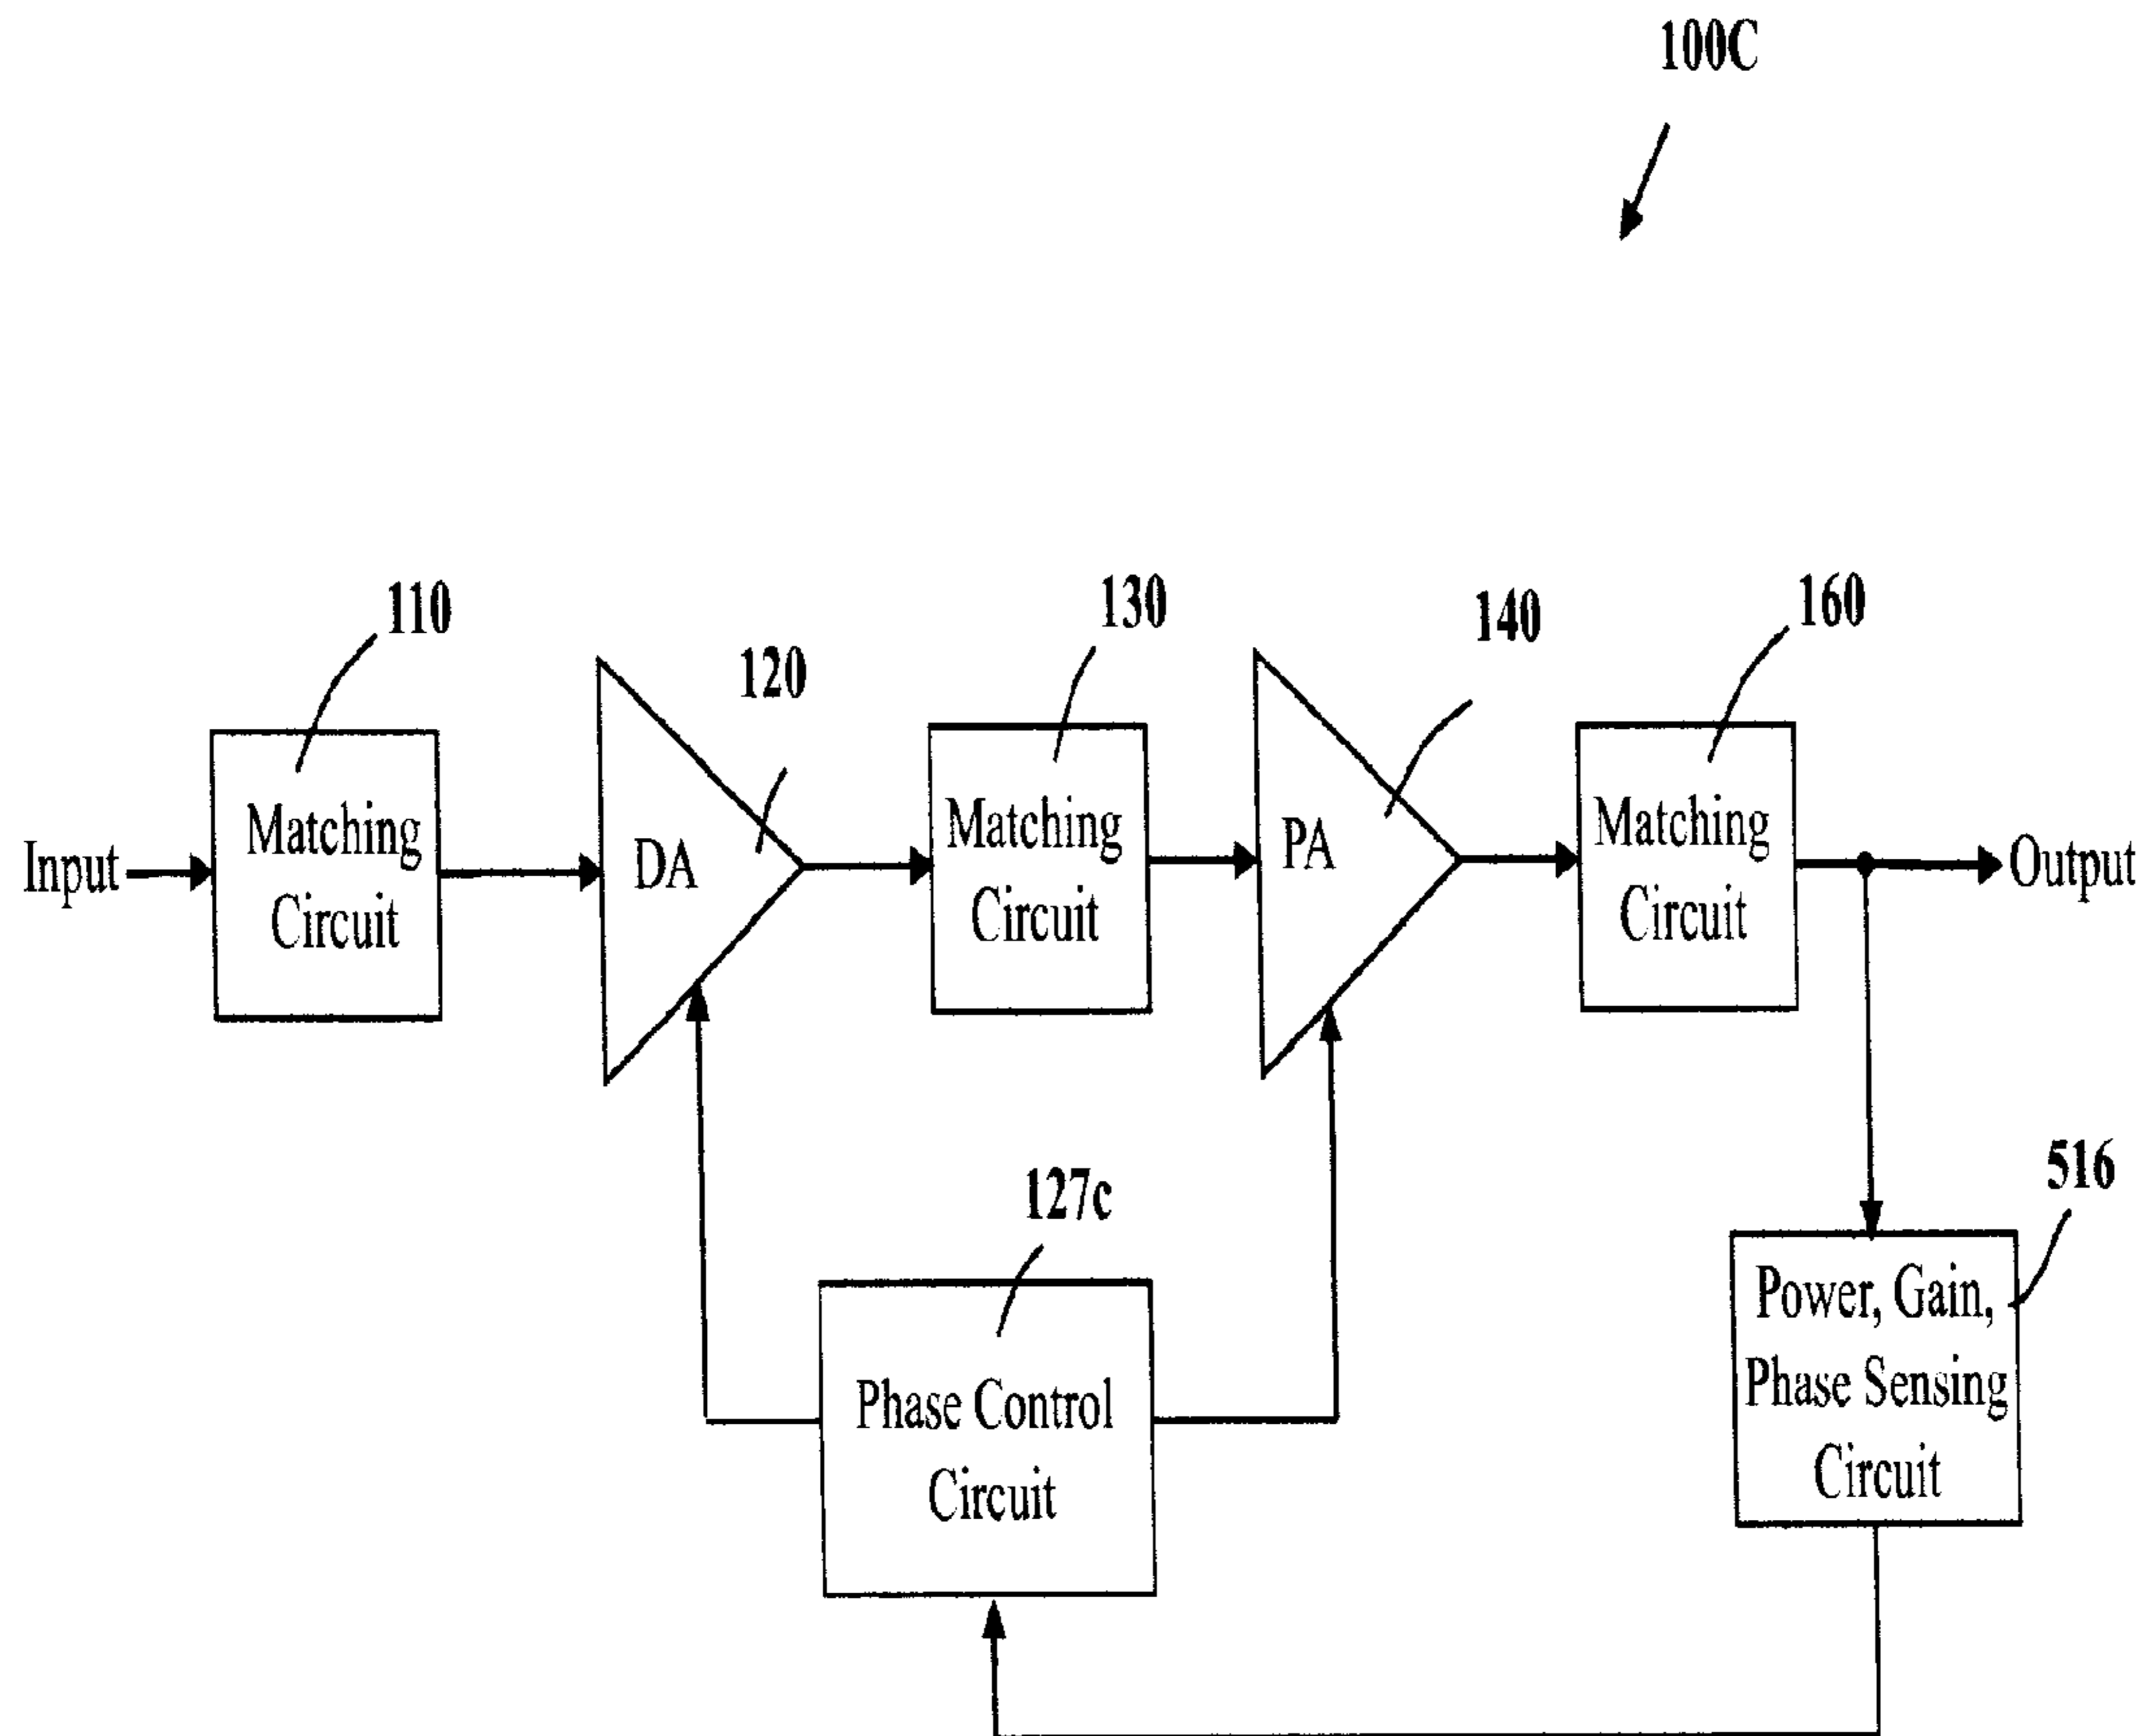 100C
110
120
130
140
160
Input
Matching
Circuit
DA
Matching
Circuit
PA
Matching
Circuit
Output
127c
Phase Control
Circuit
516
Power, Gain,
Phase Sensing
Circuit